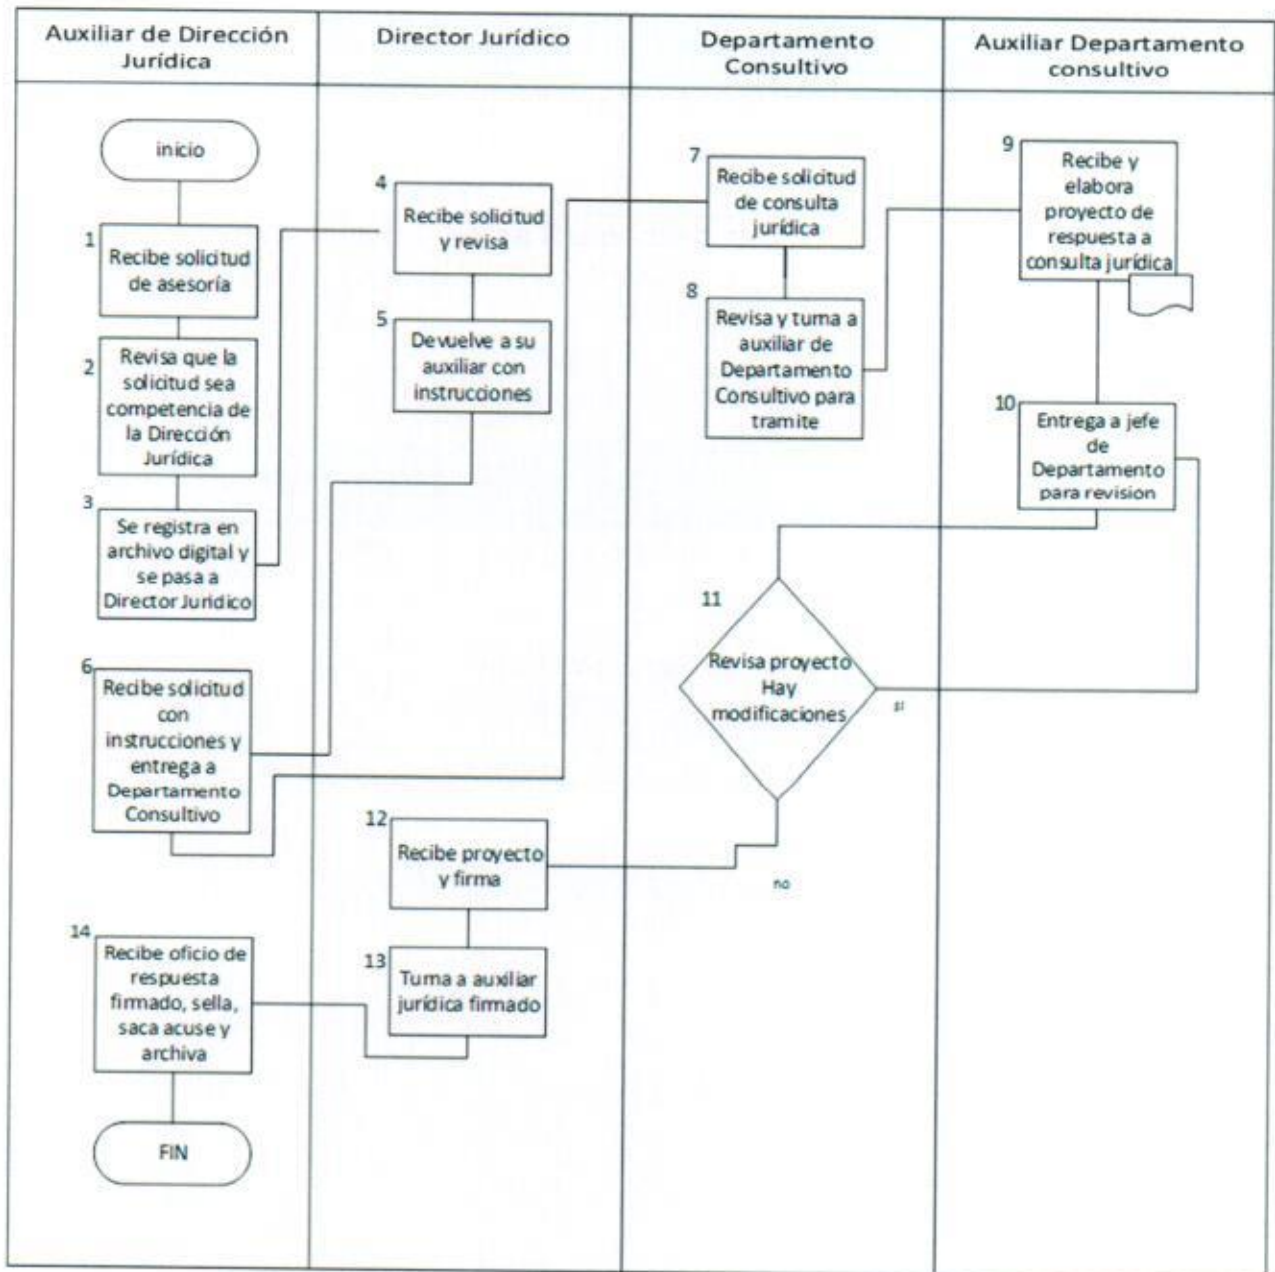 Auxiliar de Dirección
Jurídica
Director Jurídico
Departamento
Consultivo
Auxiliar Departamento
consultivo
inicio
1
Recibe solicitud
de asesoría
2
Revisa que la
solicitud sea
competencia de
la Dirección
Jurídica
3
Se registra en
archivo digital y
se pasa a
Director Jurídico
4
Recibe solicitud
y revisa
5
Devuelve a su
auxiliar con
instrucciones
6
Recibe solicitud
con
instrucciones y
entrega a
Departamento
Consultivo
7
Recibe solicitud
de consulta
jurídica
8
Revisa y turna a
auxiliar de
Departamento
Consultivo para
tramite
9
Recibe y
elabora
proyecto de
respuesta a
consulta jurídica
10
Entrega a jefe
de
Departamento
para revision
11
Revisa proyecto
Hay
modificaciones
si
no
12
Recibe proyecto
y firma
13
Turna a auxiliar
jurídica firmado
14
Recibe oficio de
respuesta
firmado, sella,
saca acuse y
archiva
FIN